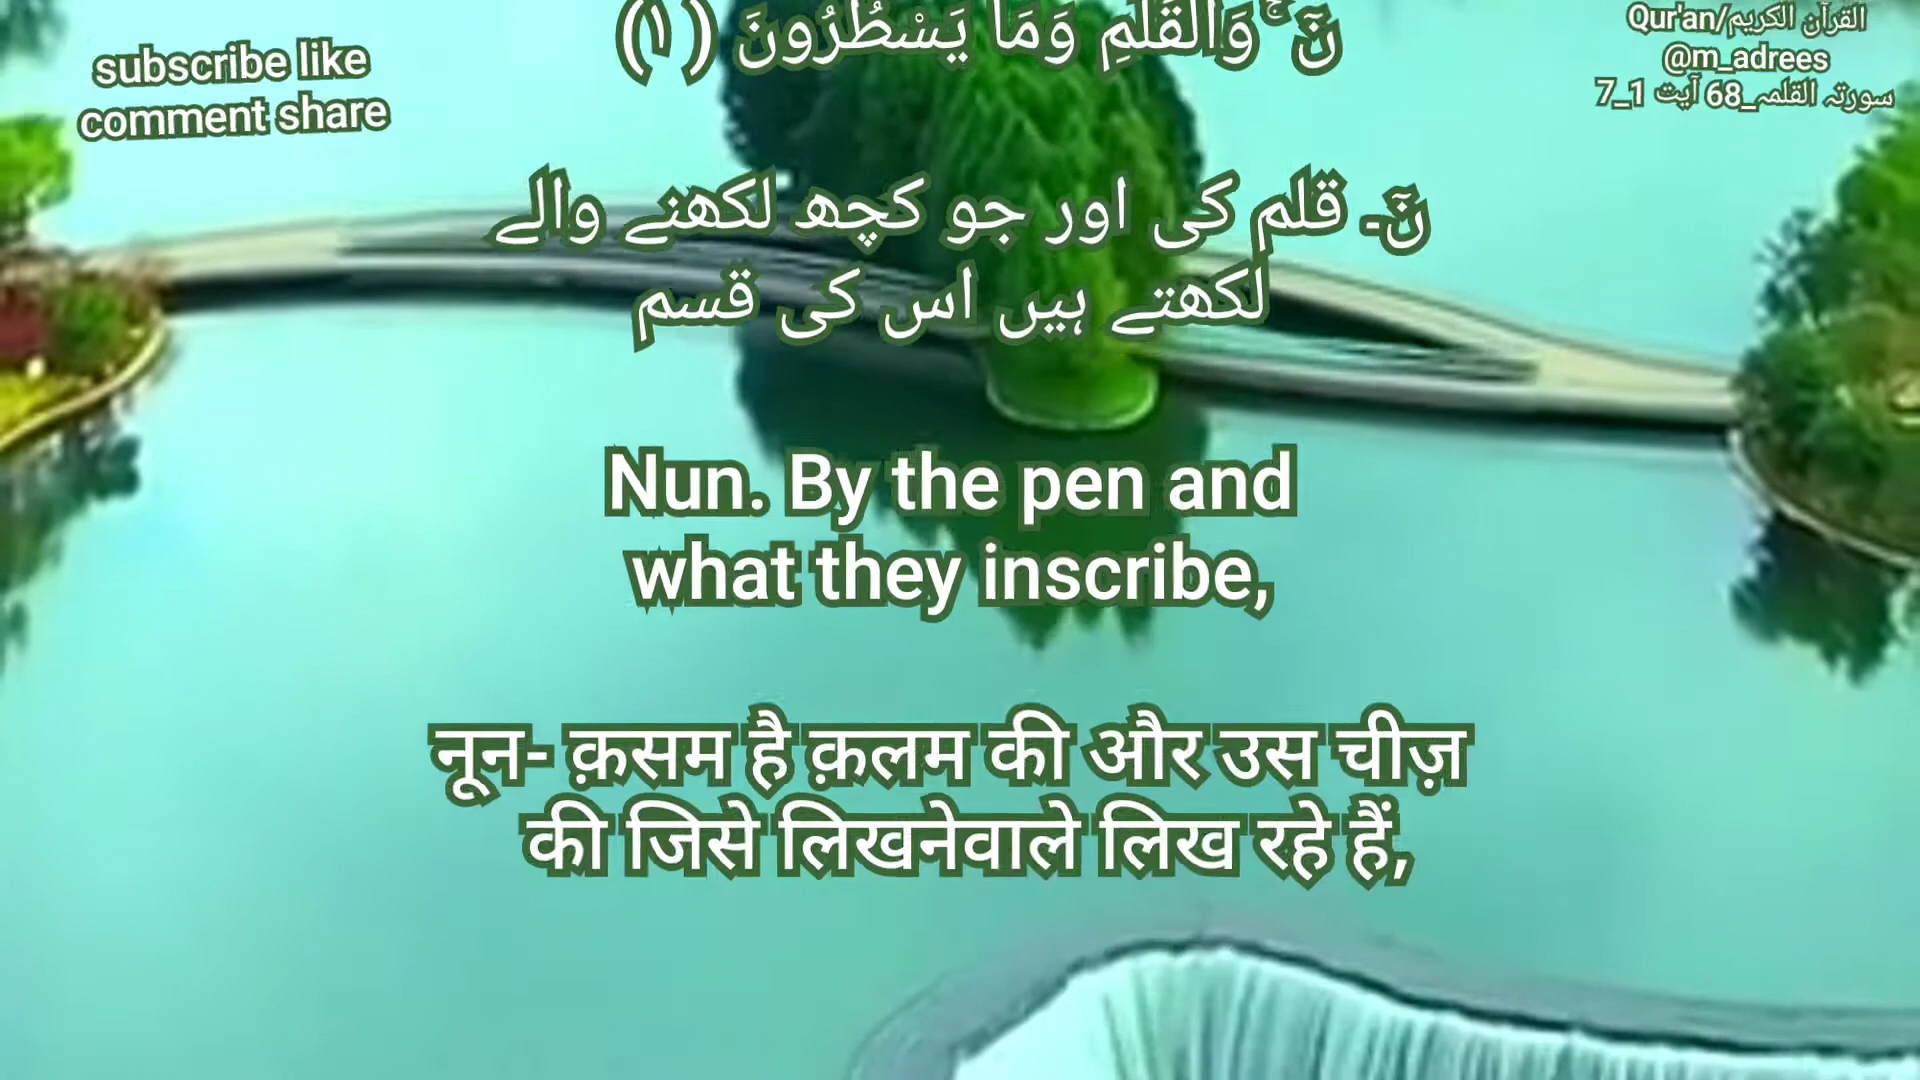 نٓ ۚ وَالْقَلَمِ وَمَا يَسْطُرُونَ ‎(١)
subscribe like
comment share
Qur'an/القرآن الكريم
@m_adrees
سورتہ القلمہ_68 آیت 1_7
نٓ۔ قلم کی اور جو کچھ لکھنے والے
لکھتے ہیں اس کی قسم
Nun. By the pen and
what they inscribe,
नून- क़सम है क़लम की और उस चीज़
की जिसे लिखनेवाले लिख रहे हैं,